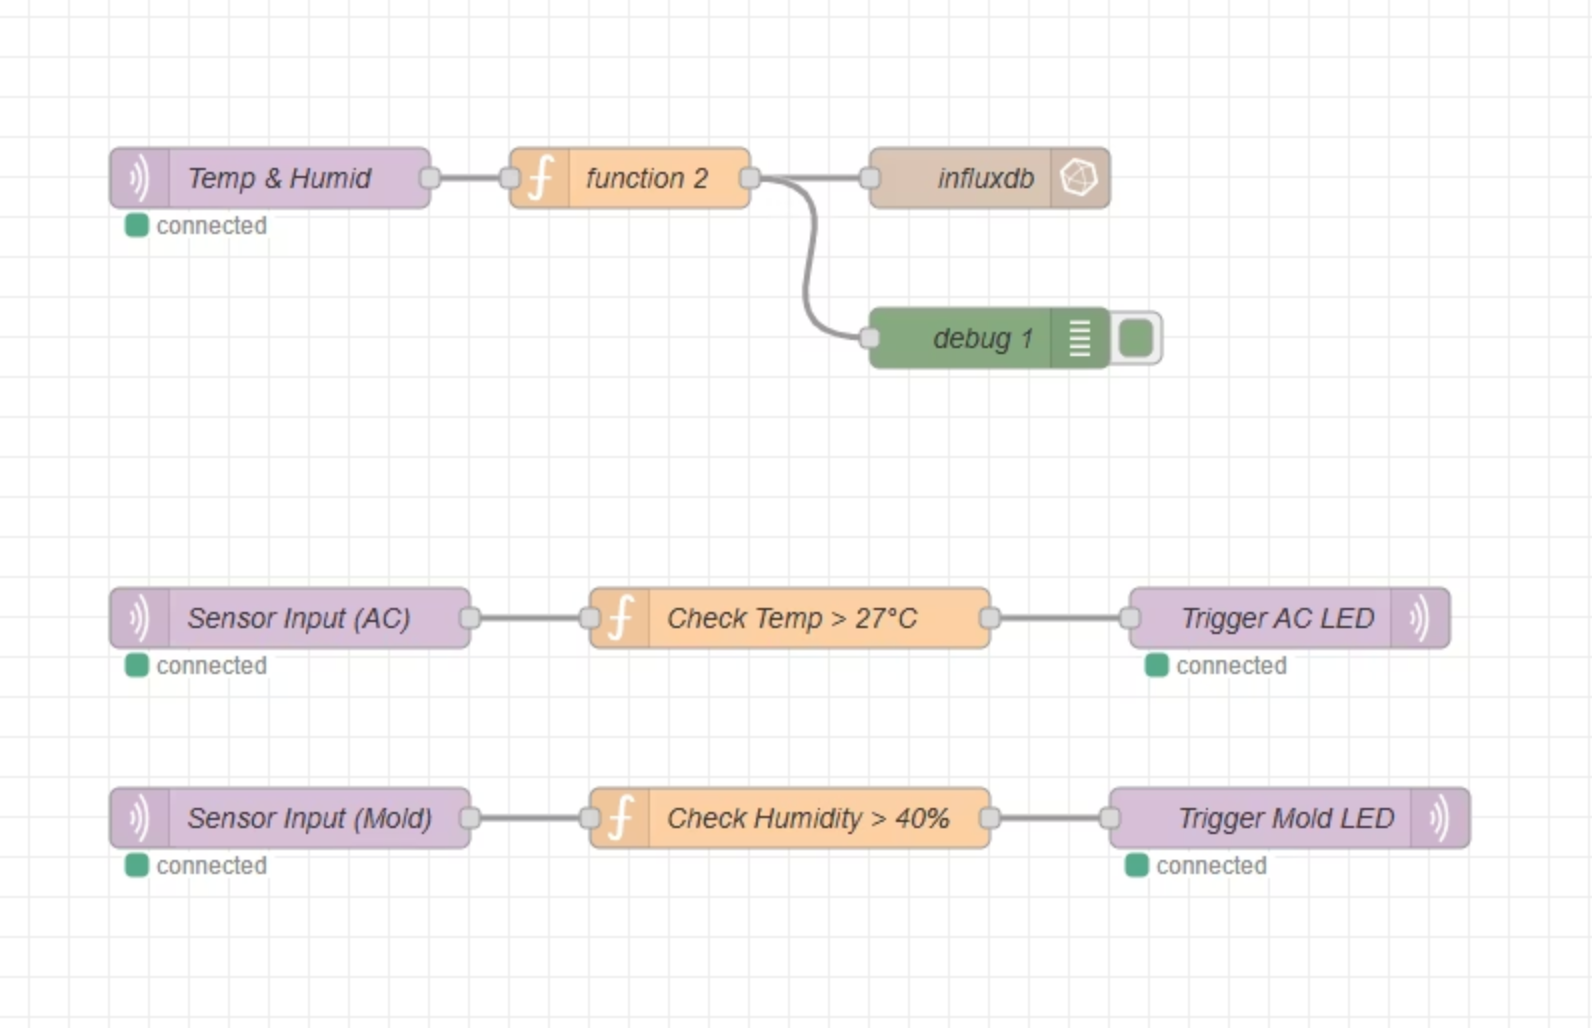 Temp & Humid
function 2
influxdb
connected
debug 1
Sensor Input (AC)
Check Temp > 27°C
Trigger AC LED
connected
connected
Sensor Input (Mold)
Check Humidity > 40%
Trigger Mold LED
connected
connected